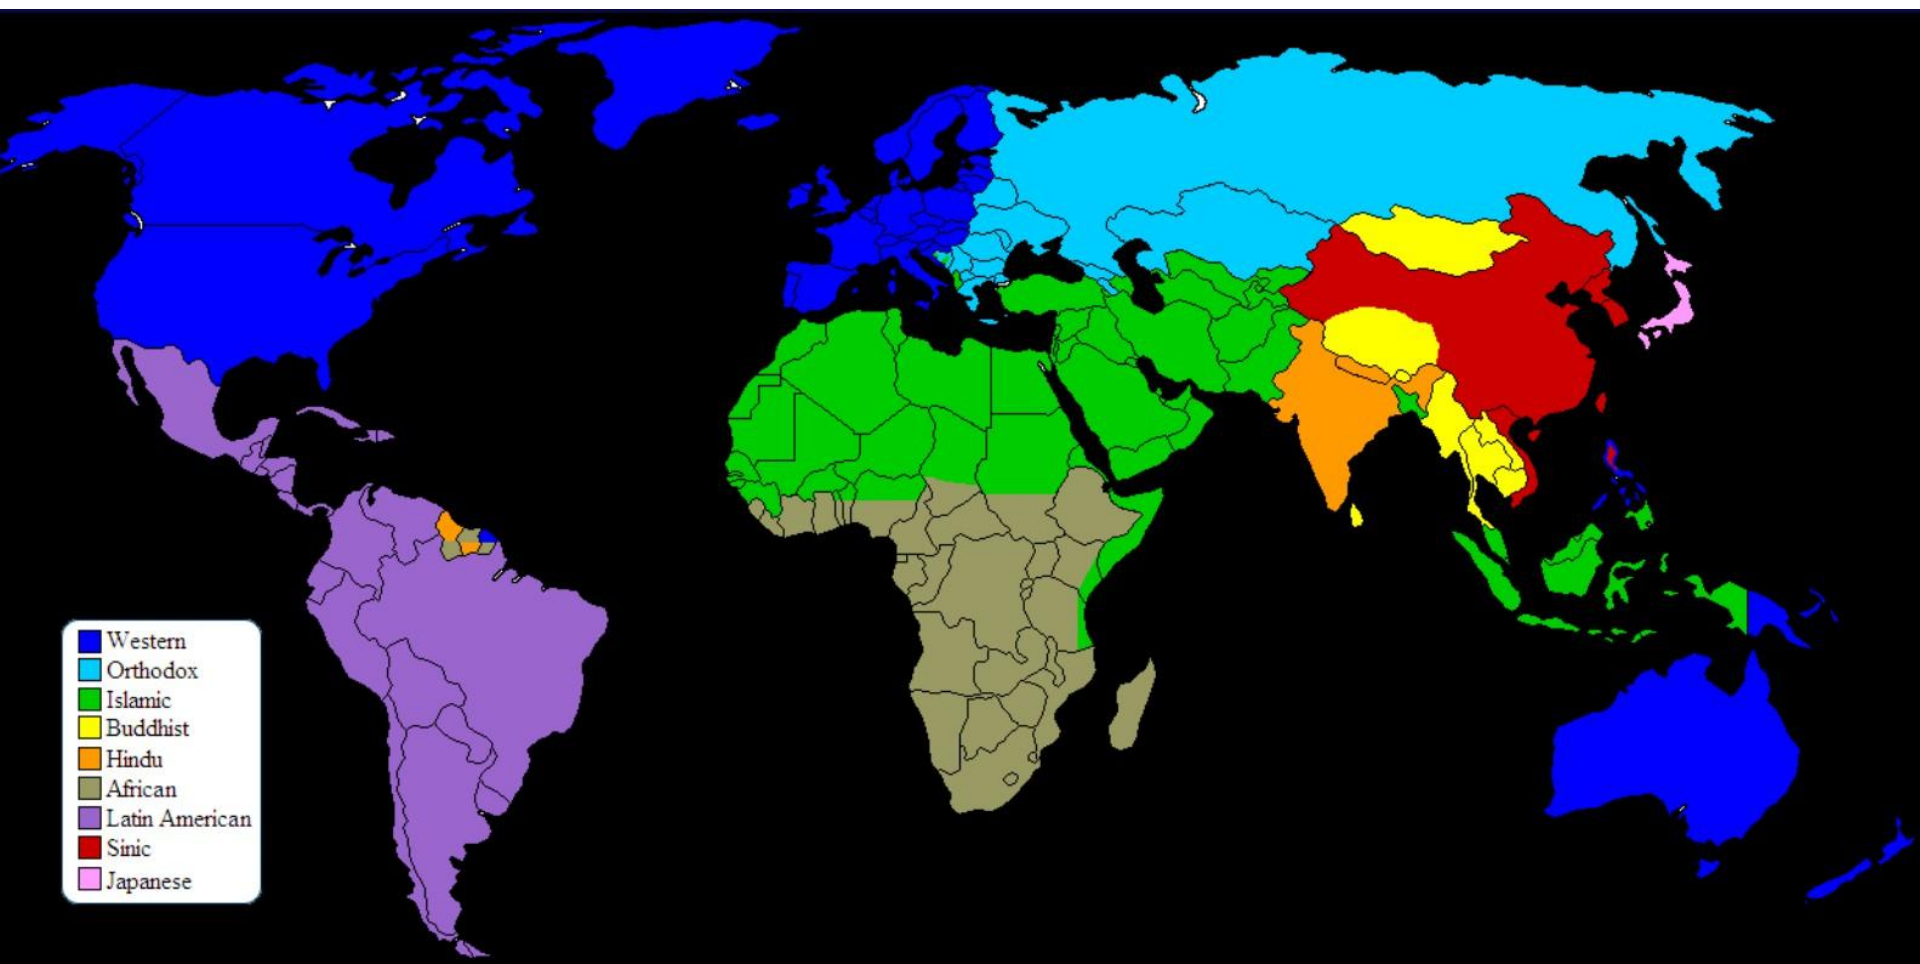 Western
Orthodox
Islamic
Buddhist
Hindu
African
Latin American
Sinic
Japanese